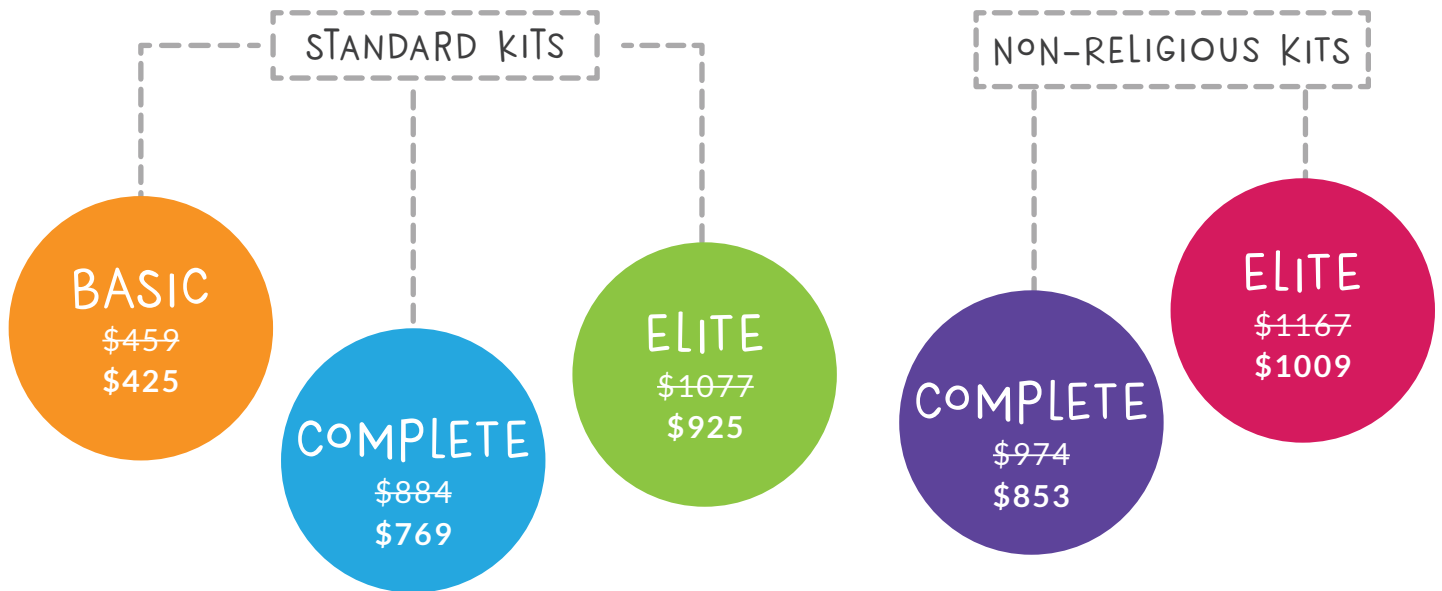 STANDARD KITS
BASIC
$459
$425
COMPLETE
$884
$769
ELITE
$1077
$925
NON-RELIGIOUS KITS
COMPLETE
$974
$853
ELITE
$1167
$1009